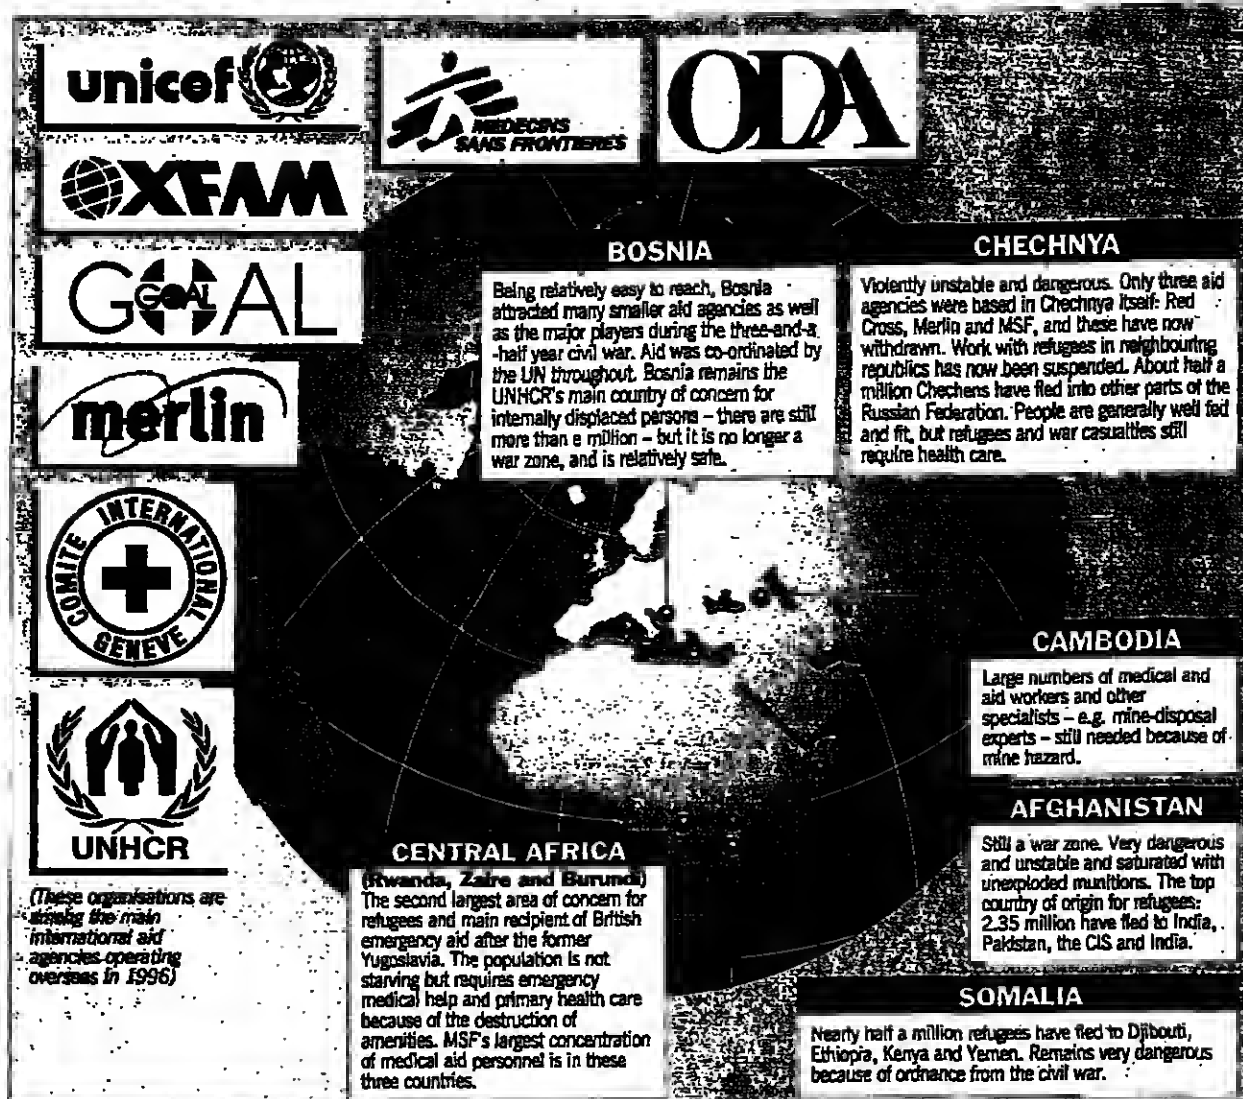 unicef
MEDECINS
SANS FRONTIERES
ODA
OXFAM
GOAL
GOAL
merlin
COMITE INTERNATIONAL
GENEVE
UNHCR
(These organisations are
among the main
international aid
agencies operating
overseas in 1996)
BOSNIA
Being relatively easy to reach, Bosnia
attracted many smaller aid agencies as well
as the major players during the three-and-a
-half year civil war. Aid was co-ordinated by
the UN throughout. Bosnia remains the
UNHCR's main country of concern for
internally displaced persons – there are still
more than e million – but it is no longer a
war zone, and is relatively safe.
CHECHNYA
Violently unstable and dangerous. Only three aid
agencies were based in Chechnya itself: Red
Cross, Merlin and MSF, and these have now
withdrawn. Work with refugees in neighbouring
republics has now been suspended. About half a
million Chechens have fled into other parts of the
Russian Federation. People are generally well fed
and fit, but refugees and war casualties still
require health care.
CAMBODIA
Large numbers of medical and
aid workers and other
specialists – e.g. mine-disposal
experts – still needed because of
mine hazard.
AFGHANISTAN
Still a war zone. Very dangerous
and unstable and saturated with
unexploded munitions. The top
country of origin for refugees:
2.35 million have fled to India,
Pakistan, the CIS and India.
CENTRAL AFRICA
(Rwanda, Zaire and Burundi)
The second largest area of concern for
refugees and main recipient of British
emergency aid after the former
Yugoslavia. The population is not
starving but requires emergency
medical help and primary health care
because of the destruction of
amenities. MSF's largest concentration
of medical aid personnel is in these
three countries.
SOMALIA
Nearly half a million refugees have fled to Djibouti,
Ethiopia, Kenya and Yemen. Remains very dangerous
because of ordnance from the civil war.